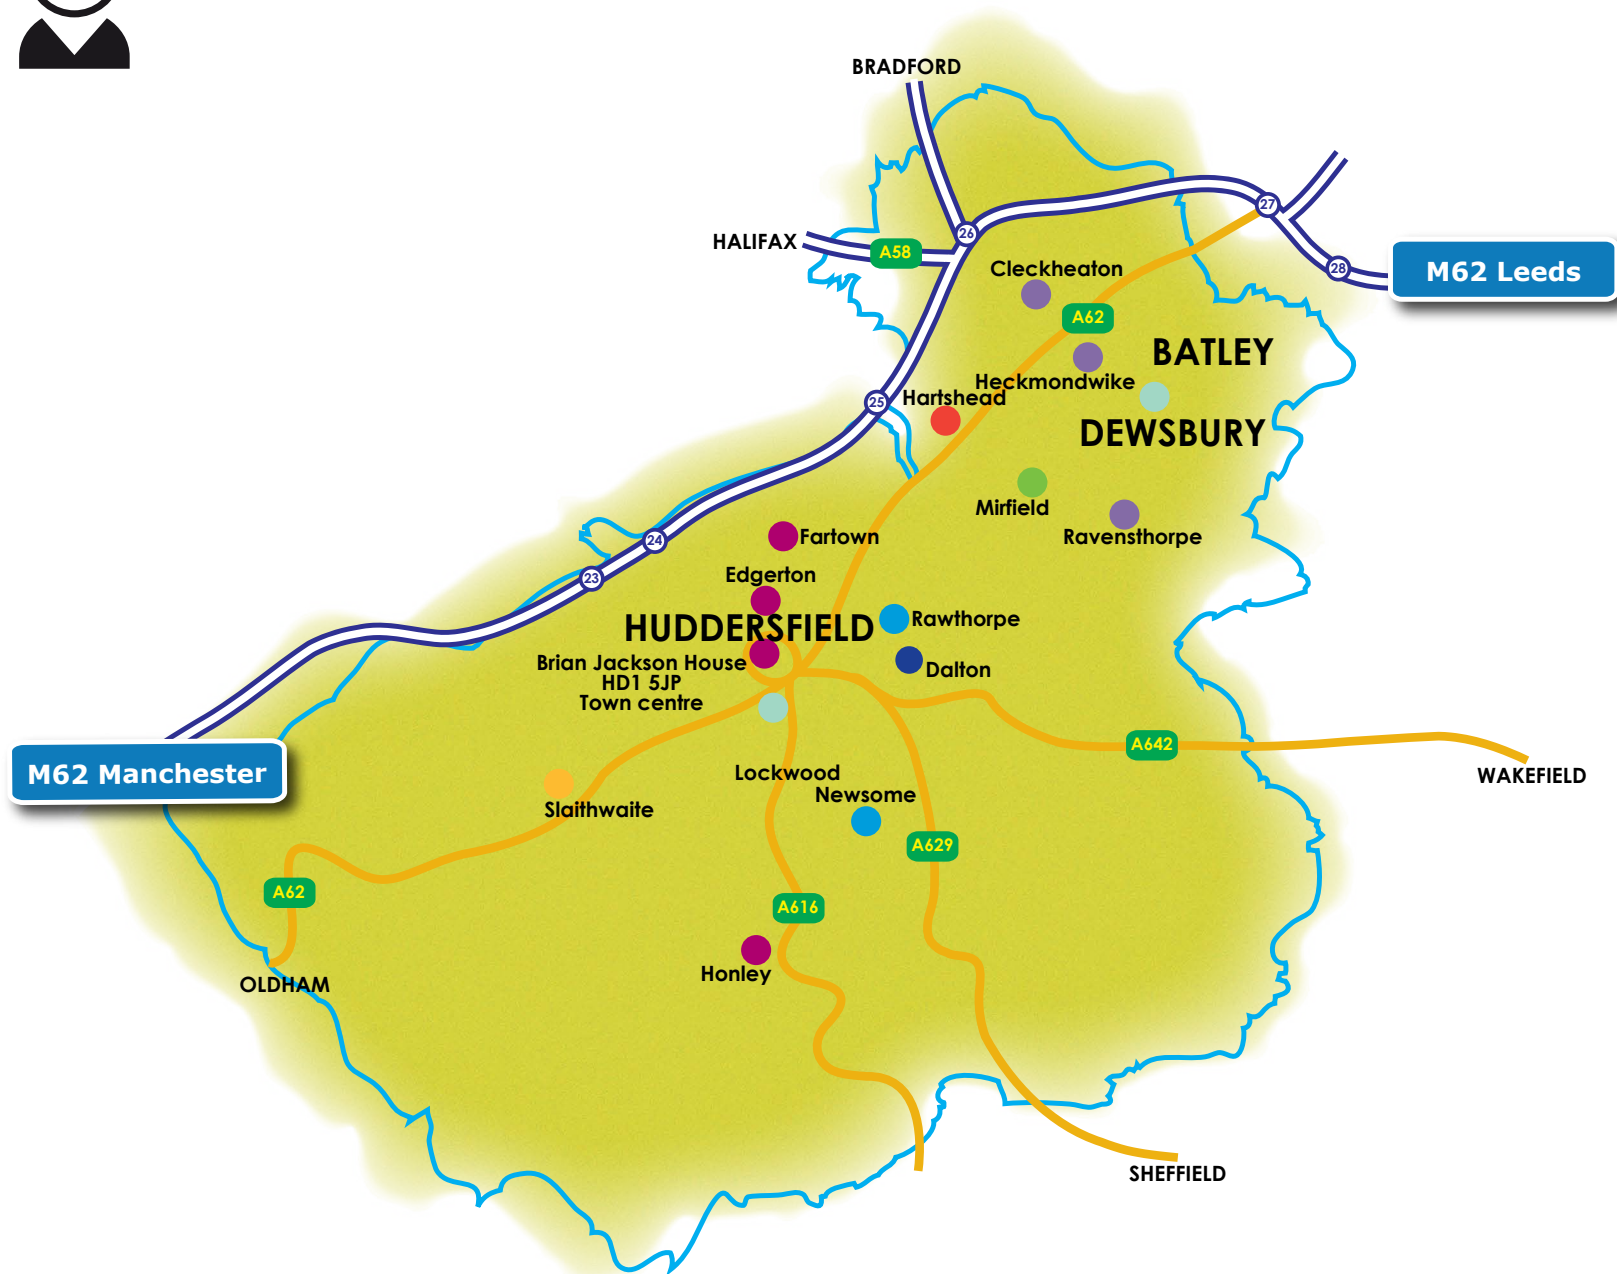 BRADFORD
27
26
HALIFAX
A58
28
M62 Leeds
Cleckheaton
A62
BATLEY
Heckmondwike
Hartshead
25
DEWSBURY
Mirfield
Ravensthorpe
Fartown
24
Edgerton
23
HUDDERSFIELD
Rawthorpe
Brian Jackson House
HD1 5JP
Town centre
Dalton
A642
M62 Manchester
WAKEFIELD
Lockwood
Newsome
Slaithwaite
A629
A62
A616
Honley
OLDHAM
SHEFFIELD